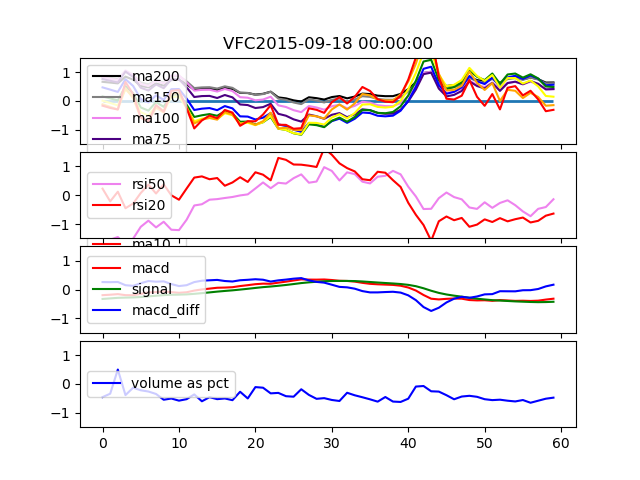 VFC2015-09-18 00:00:00
1
0
−1
ma200
ma150
ma100
ma75
1
0
−1
rsi50
rsi20
ma10
1
0
−1
macd
signal
macd_diff
1
0
−1
volume as pct
0 10 20 30 40 50 60